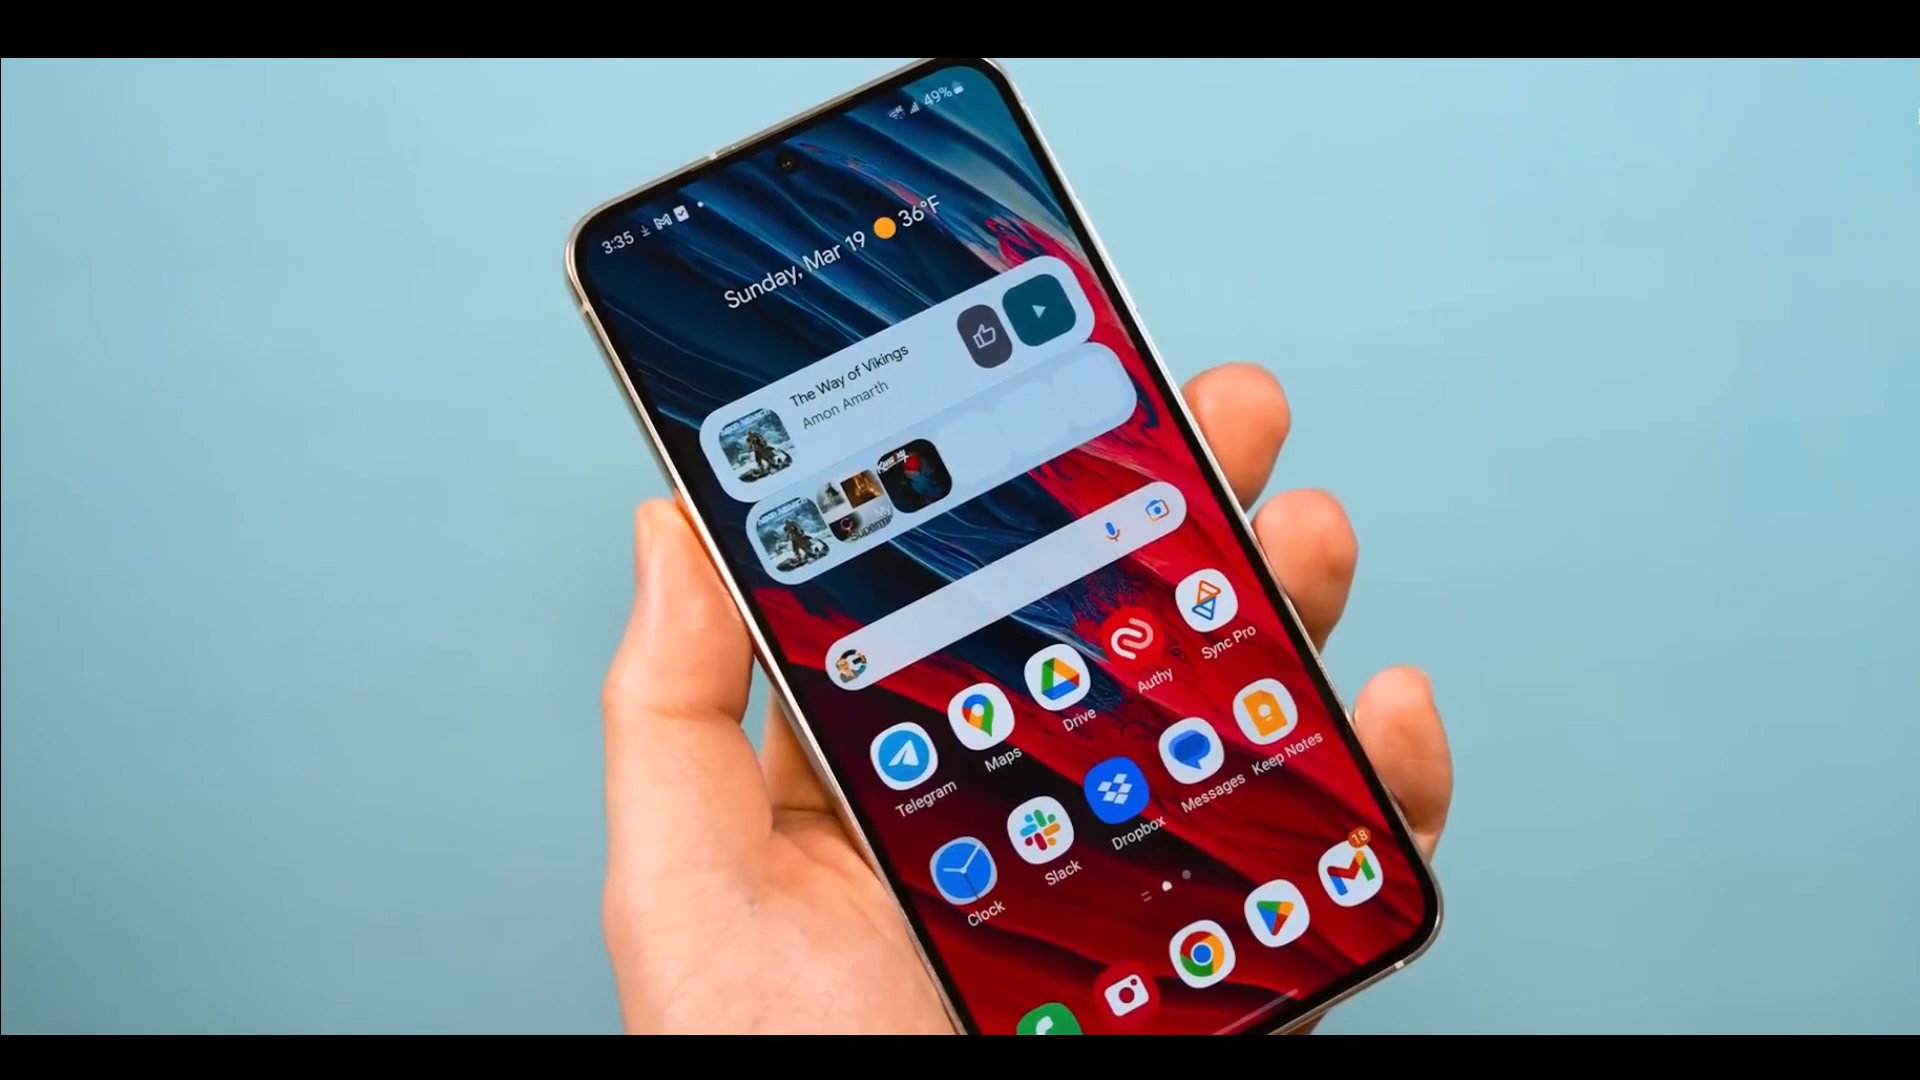 49%
3:35
Sunday, Mar 19 36°F
The Way of Vikings
Amon Amarth
Sync Pro
Authy
Drive
Maps
Telegram
Keep Notes
Messages
Dropbox
Slack
Clock
18